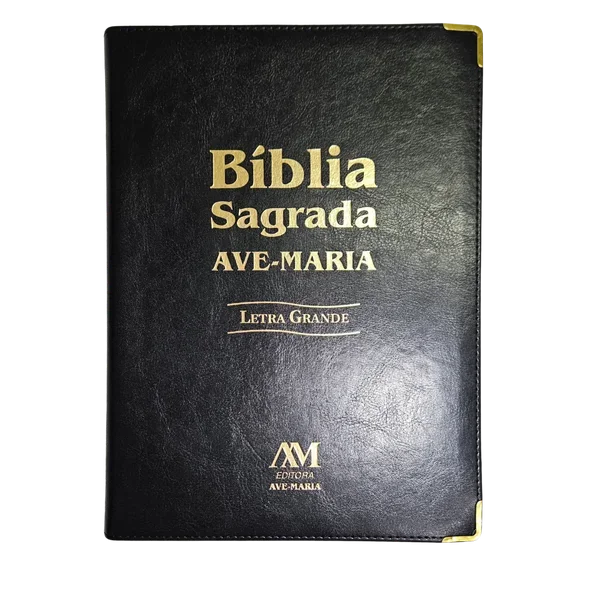 Bíblia
Sagrada
AVE-MARIA
LETRA GRANDE
AM
EDITORA
AVE-MARIA